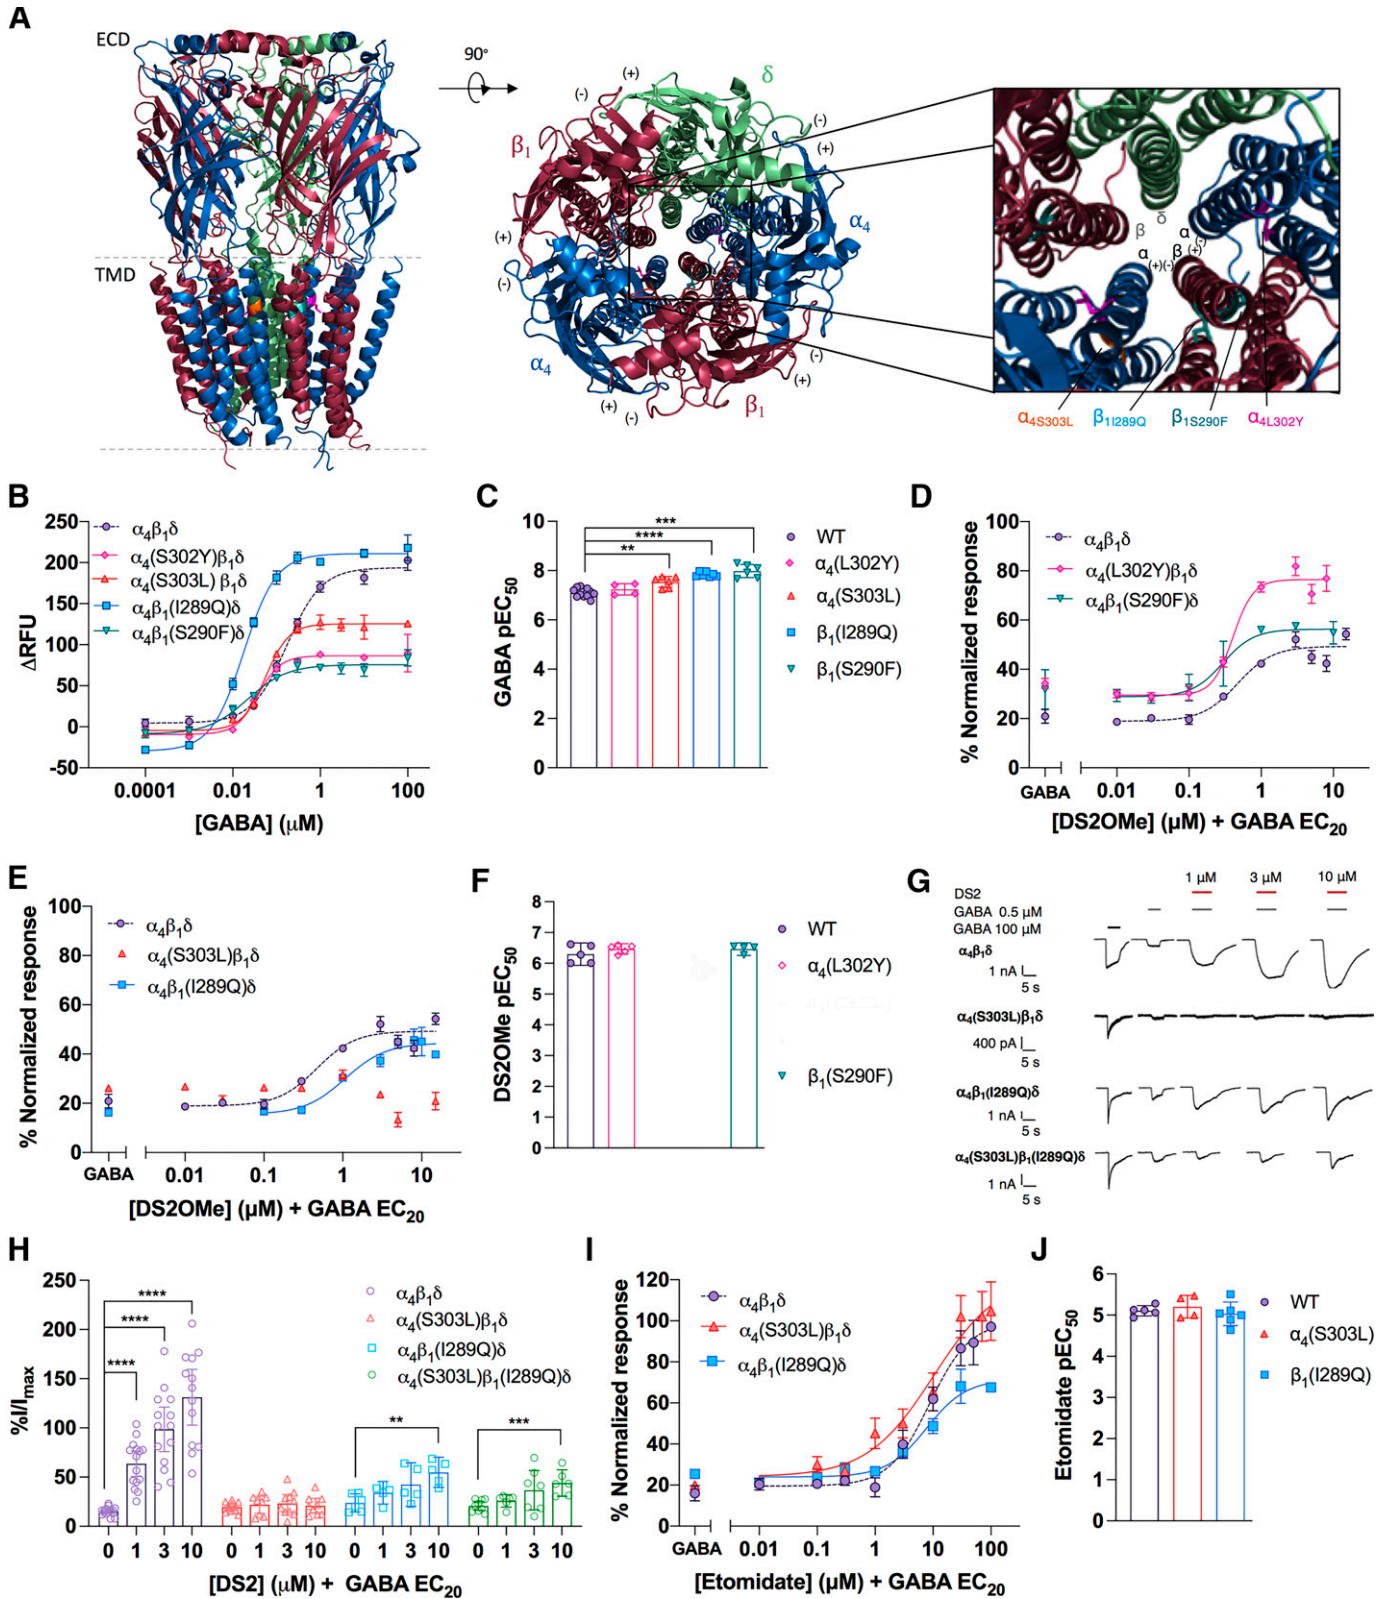 A
ECD
TMD
90°
(+)
(-)
δ
(-)
(+)
(-)
β1
α4
(+)
(-)
α4
(-)
(+)
(+)
(-)
β1
β
δ
α
α(+)(-)
β(+)(-)
α4S303L
β1I289Q
β1S290F
α4L302Y
B
ΔRFU
250
200
150
100
50
0
-50
α4β1δ
α4(S302Y)β1δ
α4(S303L) β1δ
α4β1(I289Q)δ
α4β1(S290F)δ
0.0001
0.01
1
100
[GABA] (μM)
C
GABA pEC50
10
8
6
4
2
0
***
****
**
WT
α4(L302Y)
α4(S303L)
β1(I289Q)
β1(S290F)
D
% Normalized response
100
80
60
40
20
0
α4β1δ
α4(L302Y)β1δ
α4β1(S290F)δ
GABA
0.01
0.1
1
10
[DS2OMe] (μM) + GABA EC20
E
% Normalized response
100
80
60
40
20
0
α4β1δ
α4(S303L)β1δ
α4β1(I289Q)δ
GABA
0.01
0.1
1
10
[DS2OMe] (μM) + GABA EC20
F
DS2OMe pEC50
8
7
6
5
4
3
2
1
0
WT
α4(L302Y)
β1(S290F)
G
1 μM
3 μM
10 μM
DS2
GABA 0.5 μM
GABA 100 μM
α4β1δ
1 nA
5 s
α4(S303L)β1δ
400 pA
5 s
α4β1(I289Q)δ
1 nA
5 s
α4(S303L)β1(I289Q)δ
1 nA
5 s
H
%I/Imax
250
200
150
100
50
0
****
****
****
**
***
α4β1δ
α4(S303L)β1δ
α4β1(I289Q)δ
α4(S303L)β1(I289Q)δ
0 1 3 10 0 1 3 10 0 1 3 10 0 1 3 10
[DS2] (μM) + GABA EC20
I
% Normalized response
120
100
80
60
40
20
0
α4β1δ
α4(S303L)β1δ
α4β1(I289Q)δ
GABA
0.01
0.1
1
10
100
[Etomidate] (μM) + GABA EC20
J
Etomidate pEC50
6
5
4
3
2
1
0
WT
α4(S303L)
β1(I289Q)